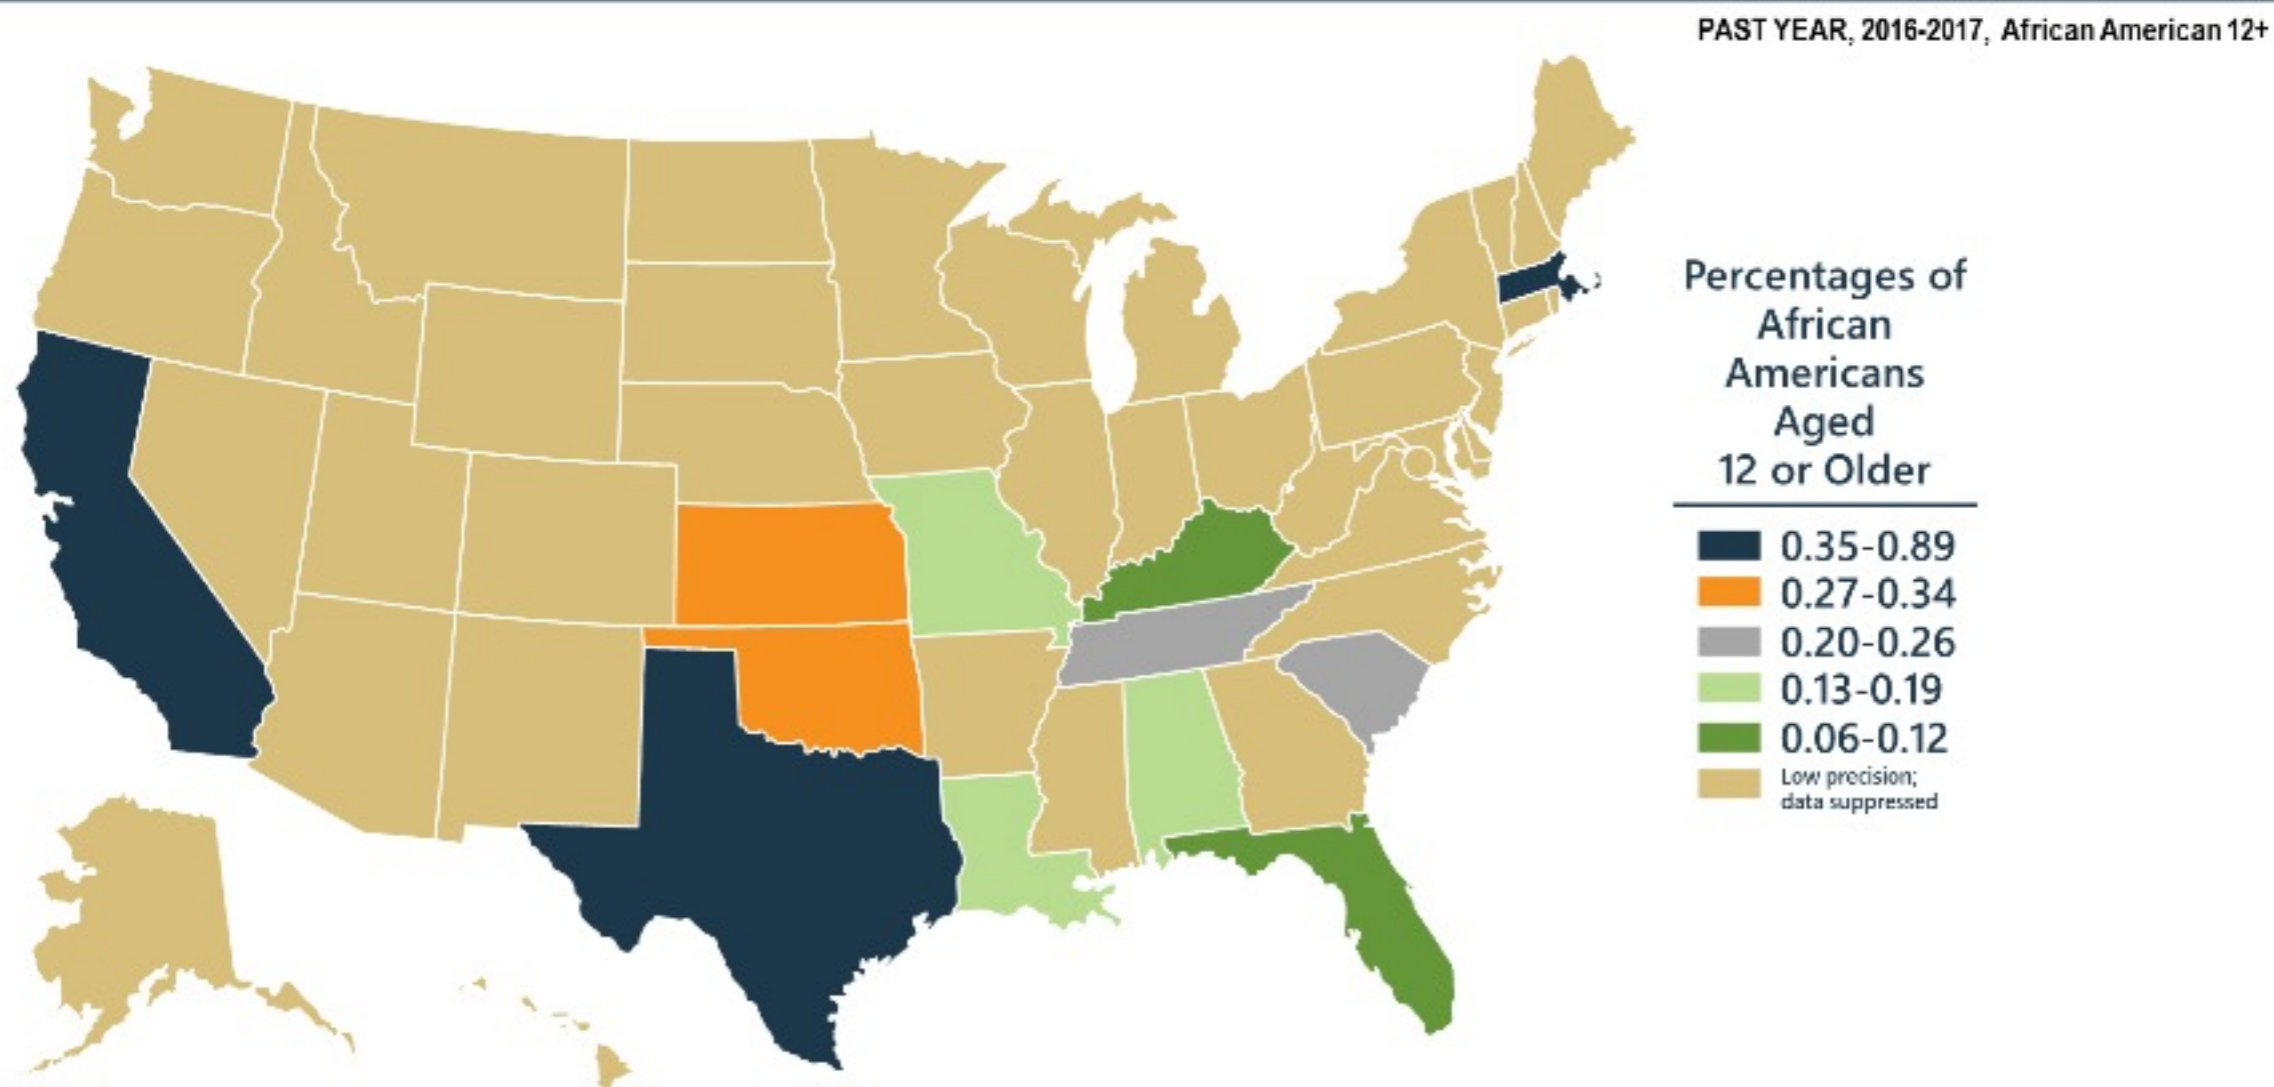 PAST YEAR, 2016-2017, African American 12+
Percentages of
African
Americans
Aged
12 or Older
0.35-0.89
0.27-0.34
0.20-0.26
0.13-0.19
0.06-0.12
Low precision;
data suppressed